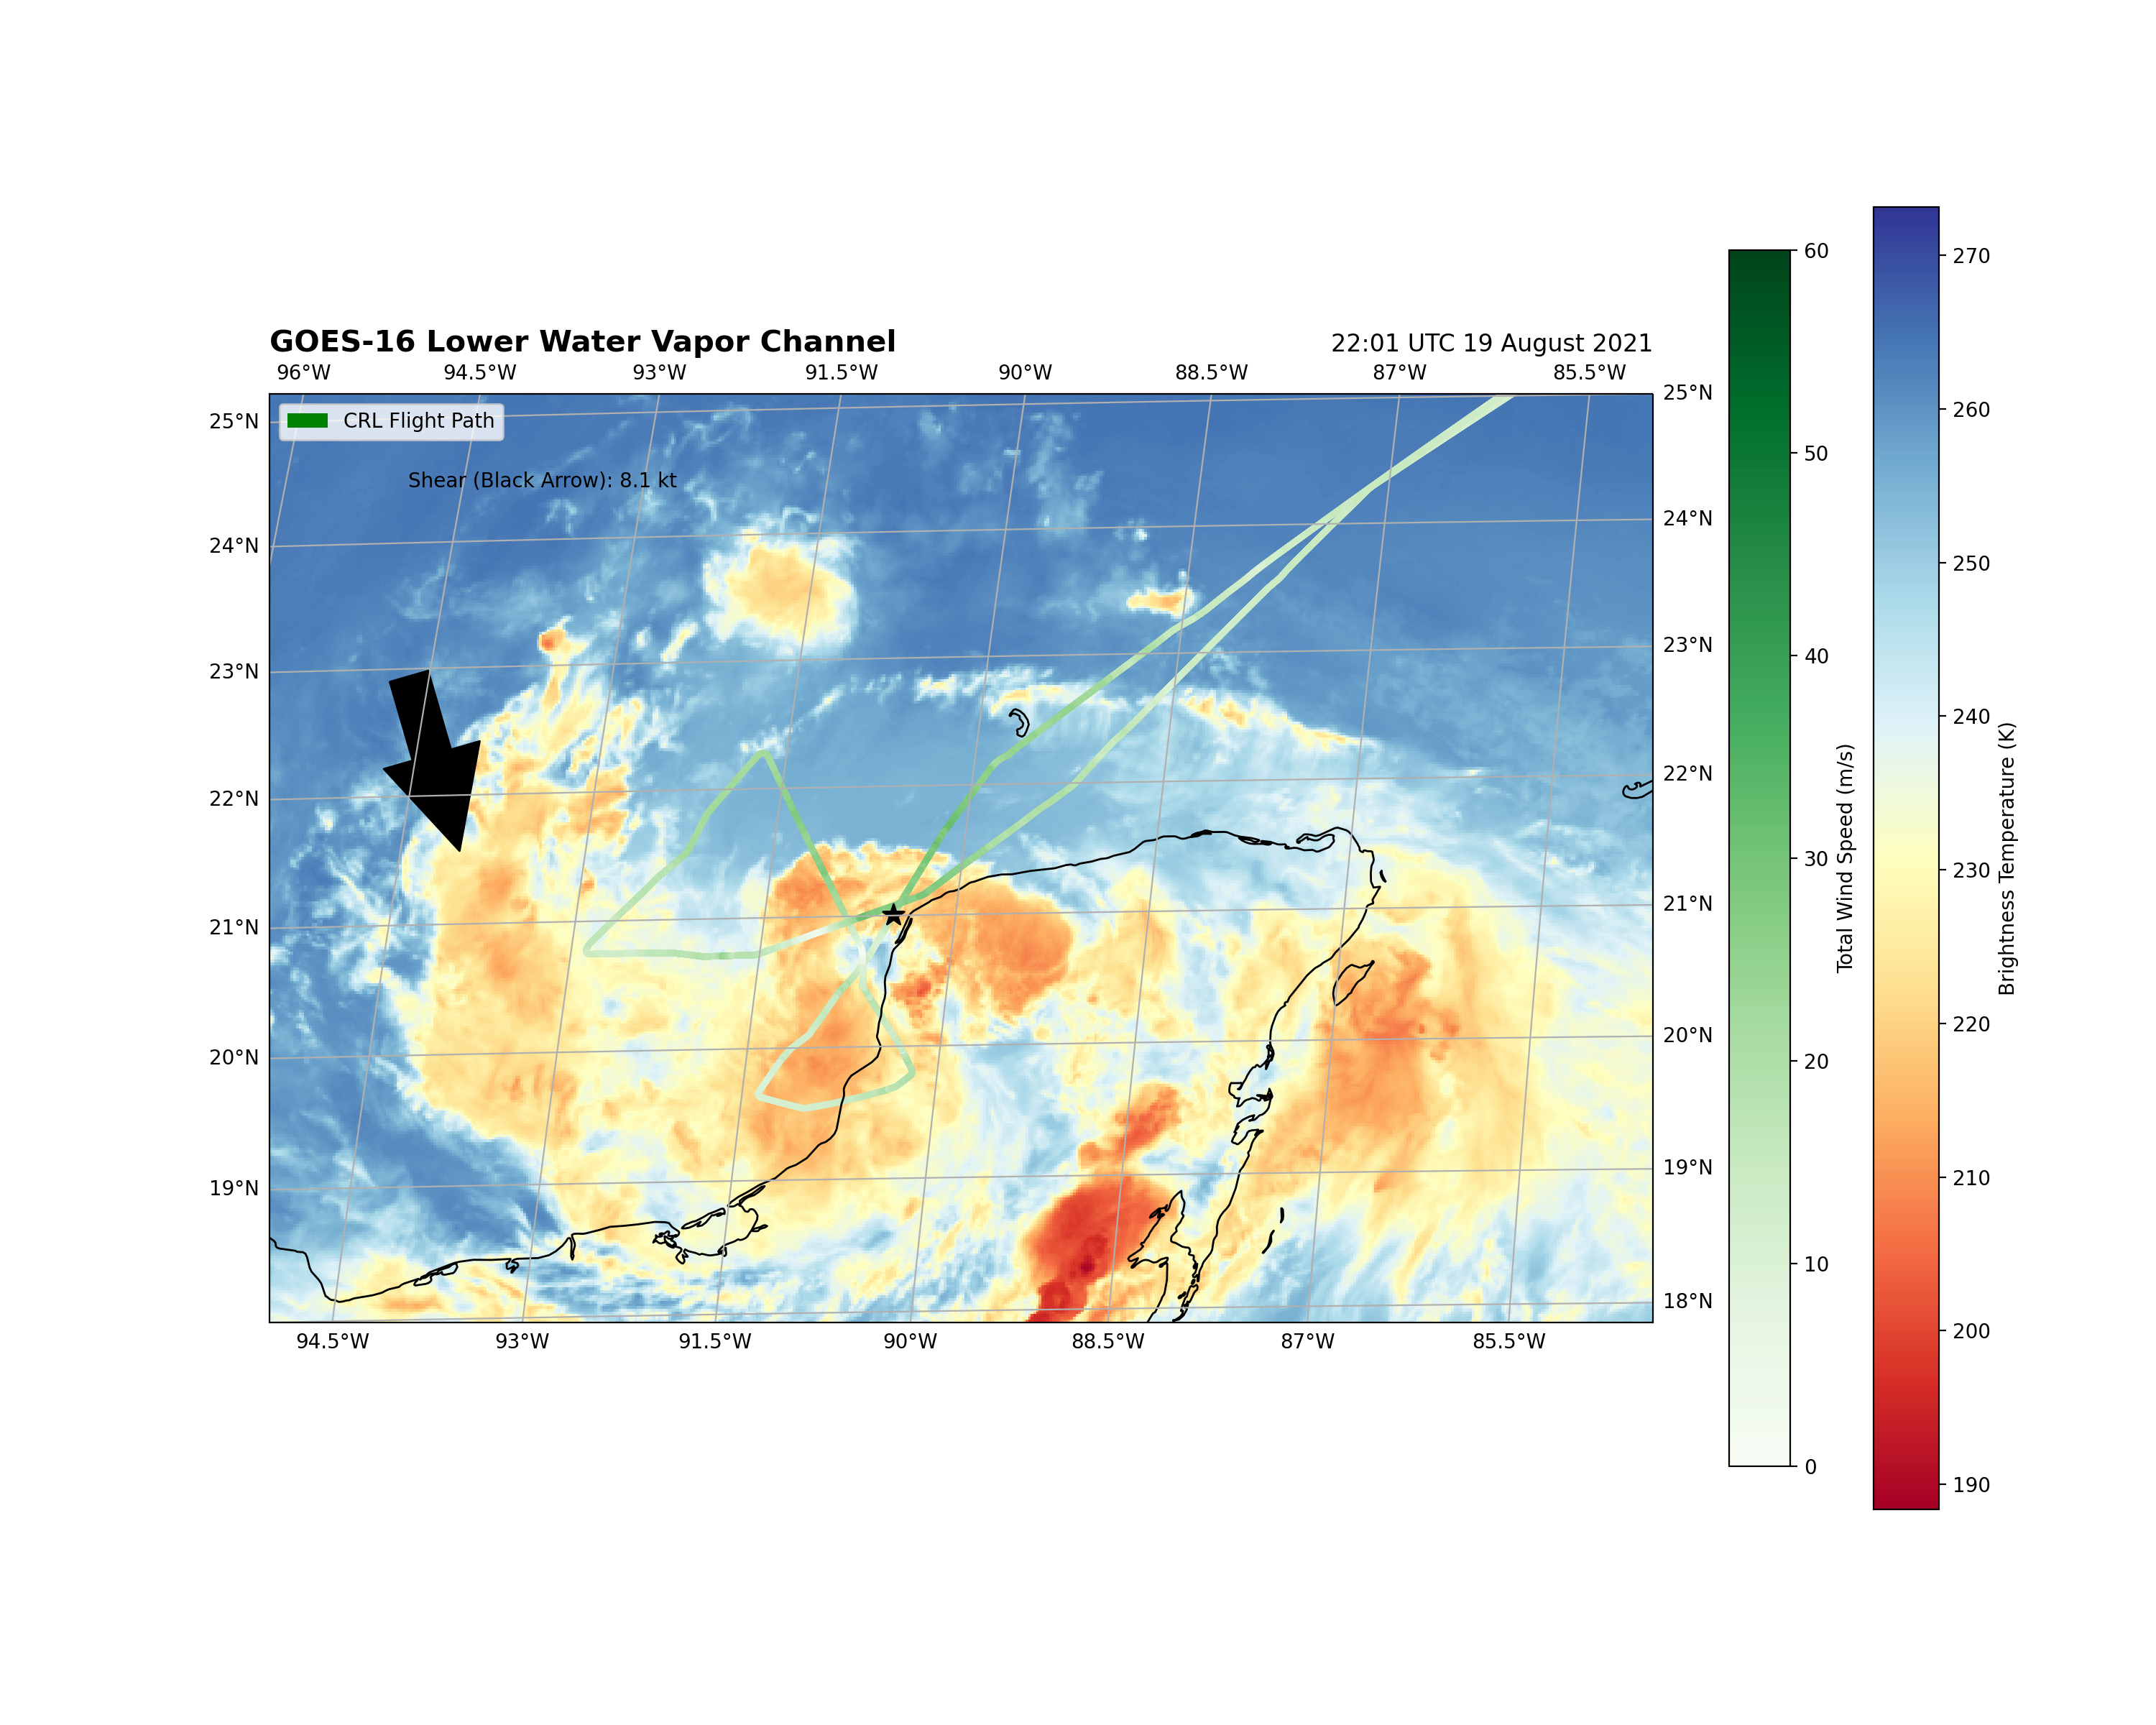 GOES-16 Lower Water Vapor Channel
22:01 UTC 19 August 2021
96°W 94.5°W 93°W 91.5°W 90°W 88.5°W 87°W 85.5°W
25°N
24°N
23°N
22°N
21°N
20°N
19°N
CRL Flight Path
Shear (Black Arrow): 8.1 kt
25°N
24°N
23°N
22°N
21°N
20°N
19°N
18°N
94.5°W 93°W 91.5°W 90°W 88.5°W 87°W 85.5°W
60
50
40
30
20
10
0
Total Wind Speed (m/s)
270
260
250
240
230
220
210
200
190
Brightness Temperature (K)